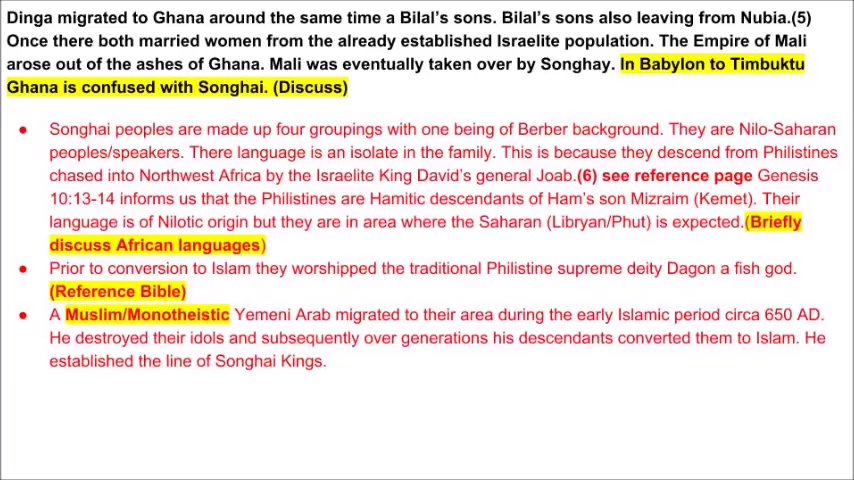 Dinga migrated to Ghana around the same time a Bilal’s sons. Bilal’s sons also leaving from Nubia.(5)
Once there both married women from the already established Israelite population. The Empire of Mali
arose out of the ashes of Ghana. Mali was eventually taken over by Songhay. In Babylon to Timbuktu
Ghana is confused with Songhai. (Discuss)
● Songhai peoples are made up four groupings with one being of Berber background. They are Nilo-Saharan
peoples/speakers. There language is an isolate in the family. This is because they descend from Philistines
chased into Northwest Africa by the Israelite King David’s general Joab.(6) see reference page Genesis
10:13-14 informs us that the Philistines are Hamitic descendants of Ham’s son Mizraim (Kemet). Their
language is of Nilotic origin but they are in area where the Saharan (Libryan/Phut) is expected.(Briefly
discuss African languages)
● Prior to conversion to Islam they worshipped the traditional Philistine supreme deity Dagon a fish god.
(Reference Bible)
● A Muslim/Monotheistic Yemeni Arab migrated to their area during the early Islamic period circa 650 AD.
He destroyed their idols and subsequently over generations his descendants converted them to Islam. He
established the line of Songhai Kings.